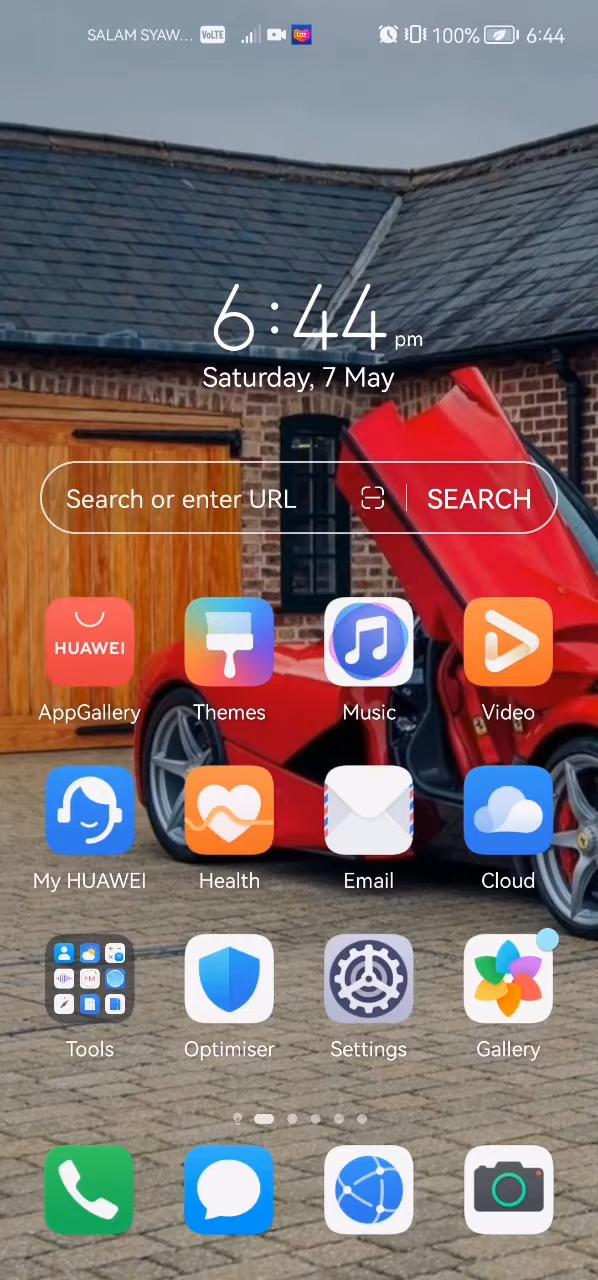 SALAM SYAW... VoLTE 100% 6:44
6:44 pm
Saturday, 7 May
Search or enter URL SEARCH
HUAWEI
AppGallery Themes Music Video
My HUAWEI Health Email Cloud
FM
Tools Optimiser Settings Gallery